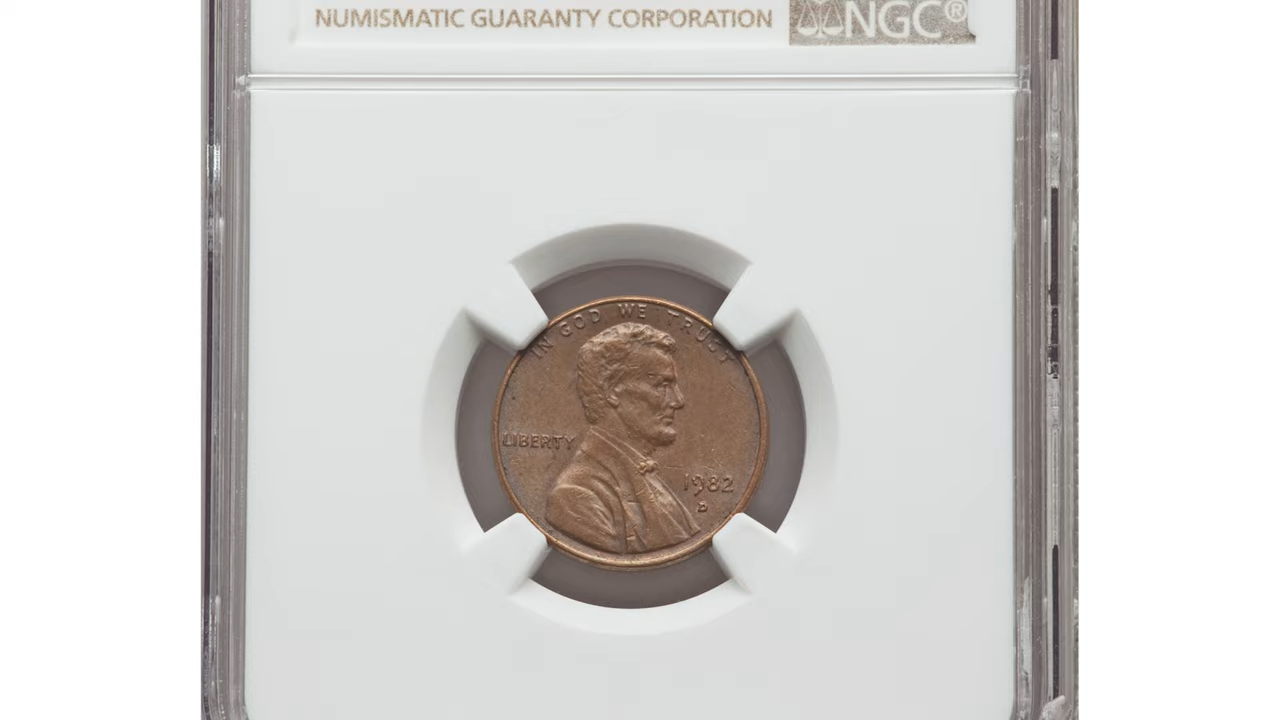 NUMISMATIC GUARANTY CORPORATION NGC®
IN GOD WE TRUST
LIBERTY
1982
D